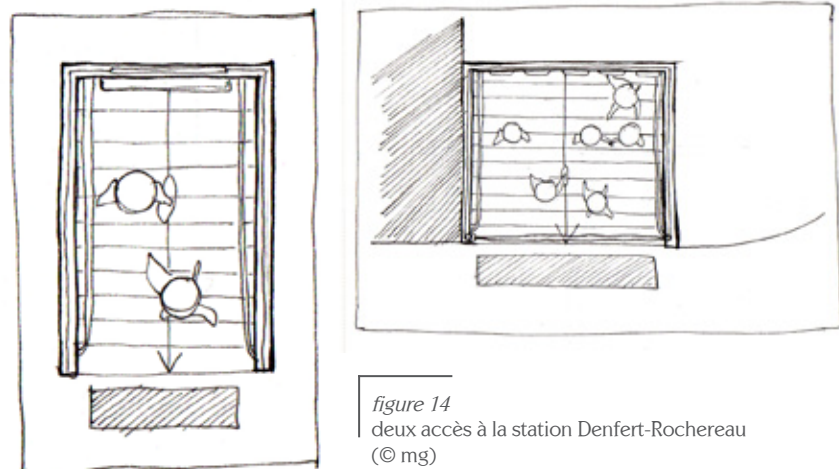 figure 14
deux accès à la station Denfert-Rochereau
(© mg)